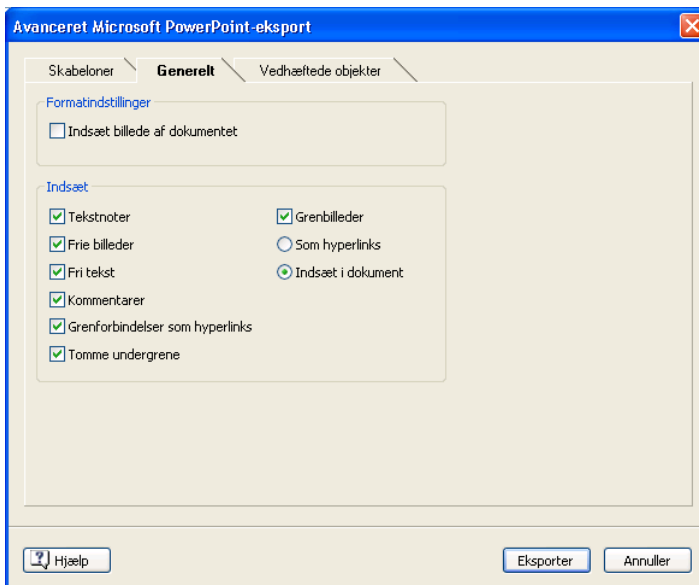 Avanceret Microsoft PowerPoint-eksport
Skabeloner Generelt Vedhæftede objekter
Formatindstillinger
Indsæt billede af dokumentet
Indsæt
Tekstnoter Grenbilleder
Frie billeder Som hyperlinks
Fri tekst Indsæt i dokument
Kommentarer
Grenforbindelser som hyperlinks
Tomme undergrene
Hjælp Eksporter Annuller